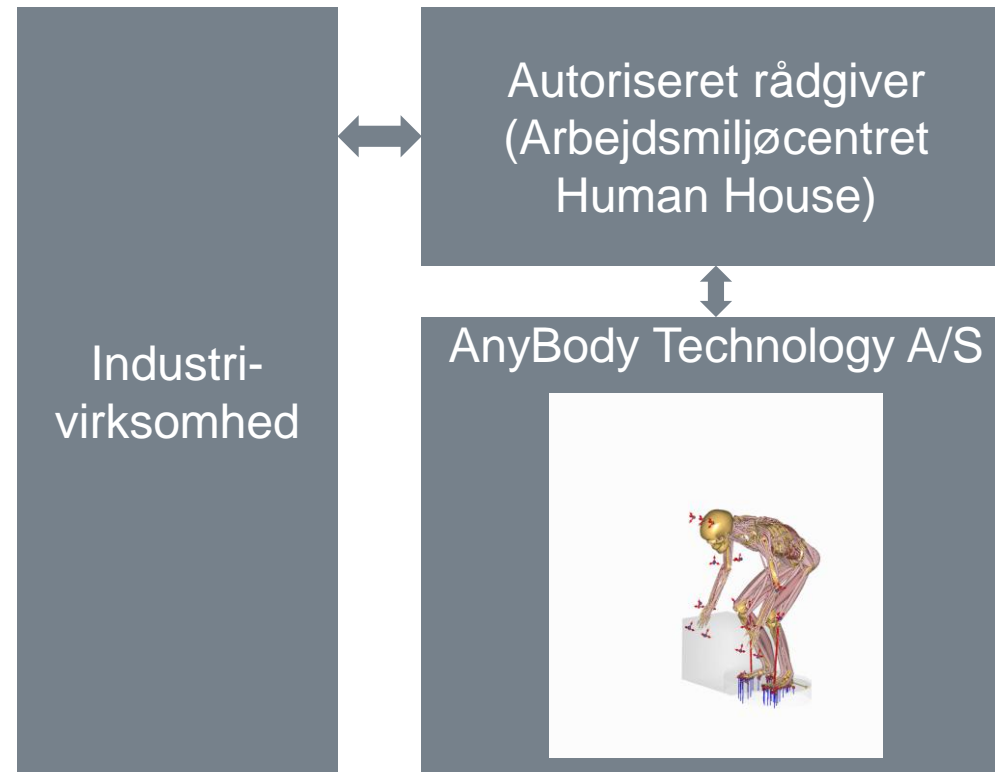 Industri-
virksomhed
Autoriseret rådgiver
(Arbejdsmiljøcentret
Human House)
AnyBody Technology A/S